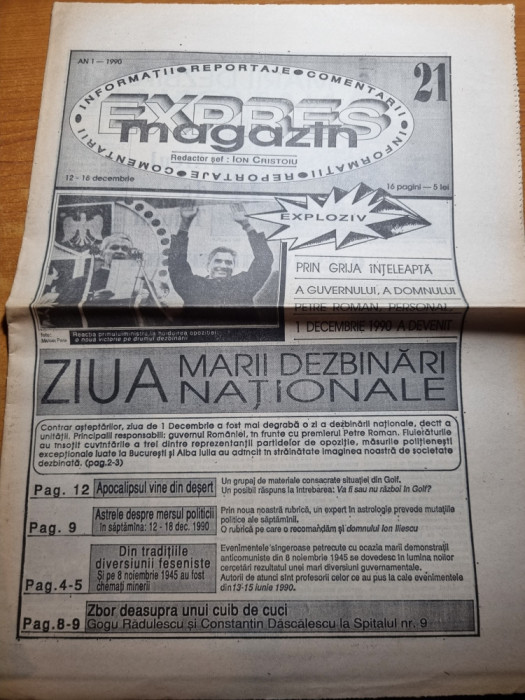 AN I — 1990
INFORMAȚII • REPORTAJE • COMENTARII
21
EXPRES
magazin
Redactor șef : ION CRISTOIU
INFORMAȚII • REPORTAJE • COMENTARII
12 - 16 decembrie
16 pagini — 5 lei
EXPLOZIV
PRIN GRIJA ÎNȚELEAPTĂ
A GUVERNULUI, A DOMNULUI
PETRE ROMAN, PERSONAL,
1 DECEMBRIE 1990 A DEVENIT
Reacția primulministru la huiduirea opoziției:
o nouă victorie pe drumul dezbinării
ZIUA MARII DEZBINĂRI
NAȚIONALE
Contrar așteptărilor, ziua de 1 Decembrie a fost mai degrabă o zi a dezbinării naționale, decît a
unității. Principalii responsabili: guvernul României, în frunte cu premierul Petre Roman. Fluierăturile
au însoțit cuvîntările a trei dintre reprezentanții partidelor de opoziție, măsurile polițienești
excepționale luate la București și Alba Iulia au adîncit în străinătate imaginea noastră de societate
dezbinată. (pag.2-3)
Pag. 12
Apocalipsul vine din deșert
Un grupaj de materiale consacrate situației din Golf.
Un posibil răspuns la întrebarea: Va fi sau nu război în Golf?
Pag. 9
Astrele despre mersul politicii
în săptămîna: 12 - 18 dec. 1990
Prin noua noastră rubrică, un expert în astrologie prevede mutațiile
politice ale săptămînii.
O rubrică pe care o recomandăm și domnului Ion Iliescu
Pag.4-5
Din tradițiile
diversiunii feseniste
Și pe 8 noiembrie 1945 au fost
chemați minerii
Evenimentele sîngeroase petrecute cu ocazia marii demonstrații
anticomuniste din 8 noiembrie 1945 se dovedesc în lumina noilor
cercetări rezultatul unei mari diversiuni guvernamentale.
Autorii de atunci sînt profesorii celor ce au pus la cale evenimentele
din 13-15 iunie 1990.
Pag.8-9
Zbor deasupra unui cuib de cuci
Gogu Rădulescu și Constantin Dăscălescu la Spitalul nr. 9